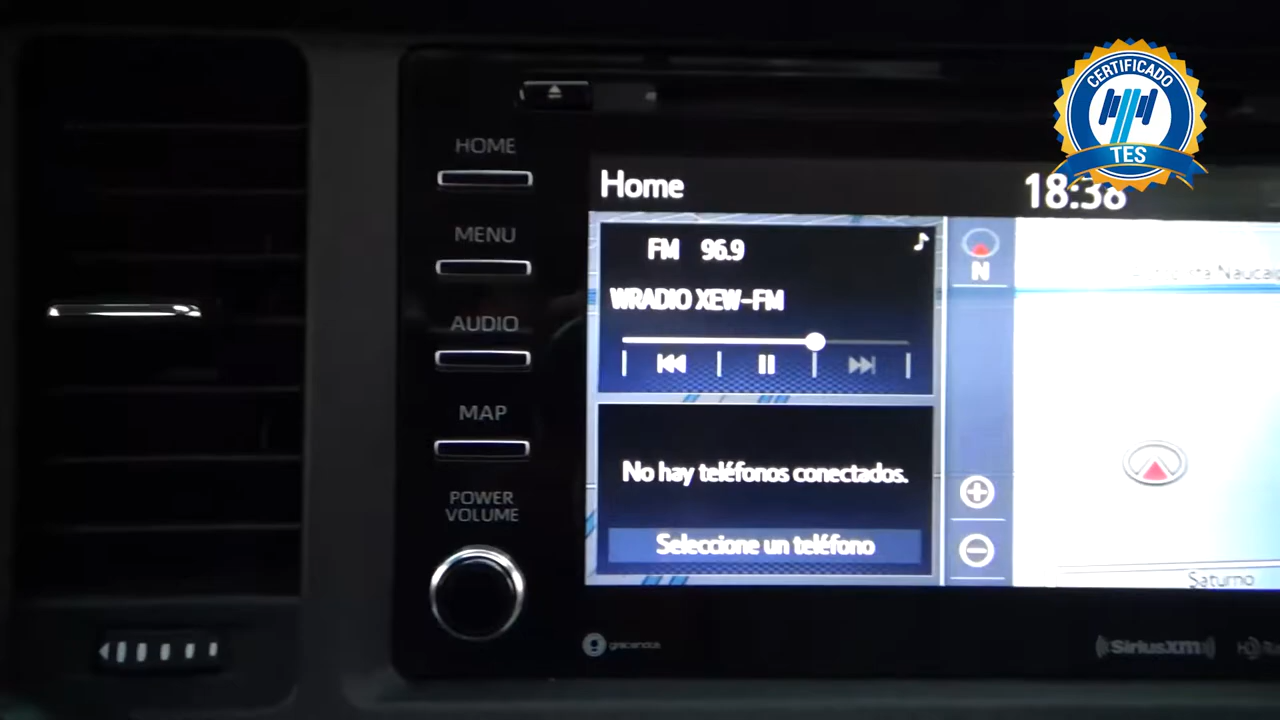 CERTIFICADO
TES
HOME
MENU
AUDIO
MAP
POWER
VOLUME
Home
18:38
FM 96.9
WRADIO XEW-FM
N
No hay teléfonos conectados.
Seleccione un teléfono
Saturno
gracenote
SiriusXM